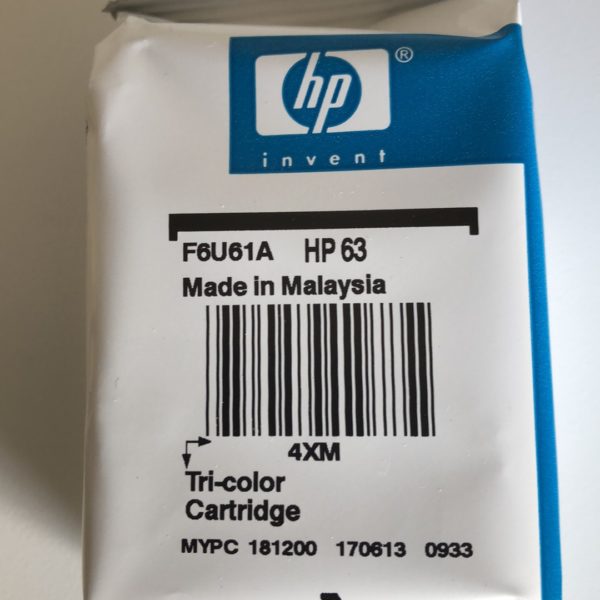 hp ®
invent
F6U61A HP 63
Made in Malaysia
4XM
Tri-color
Cartridge
MYPC 181200 170613 0933